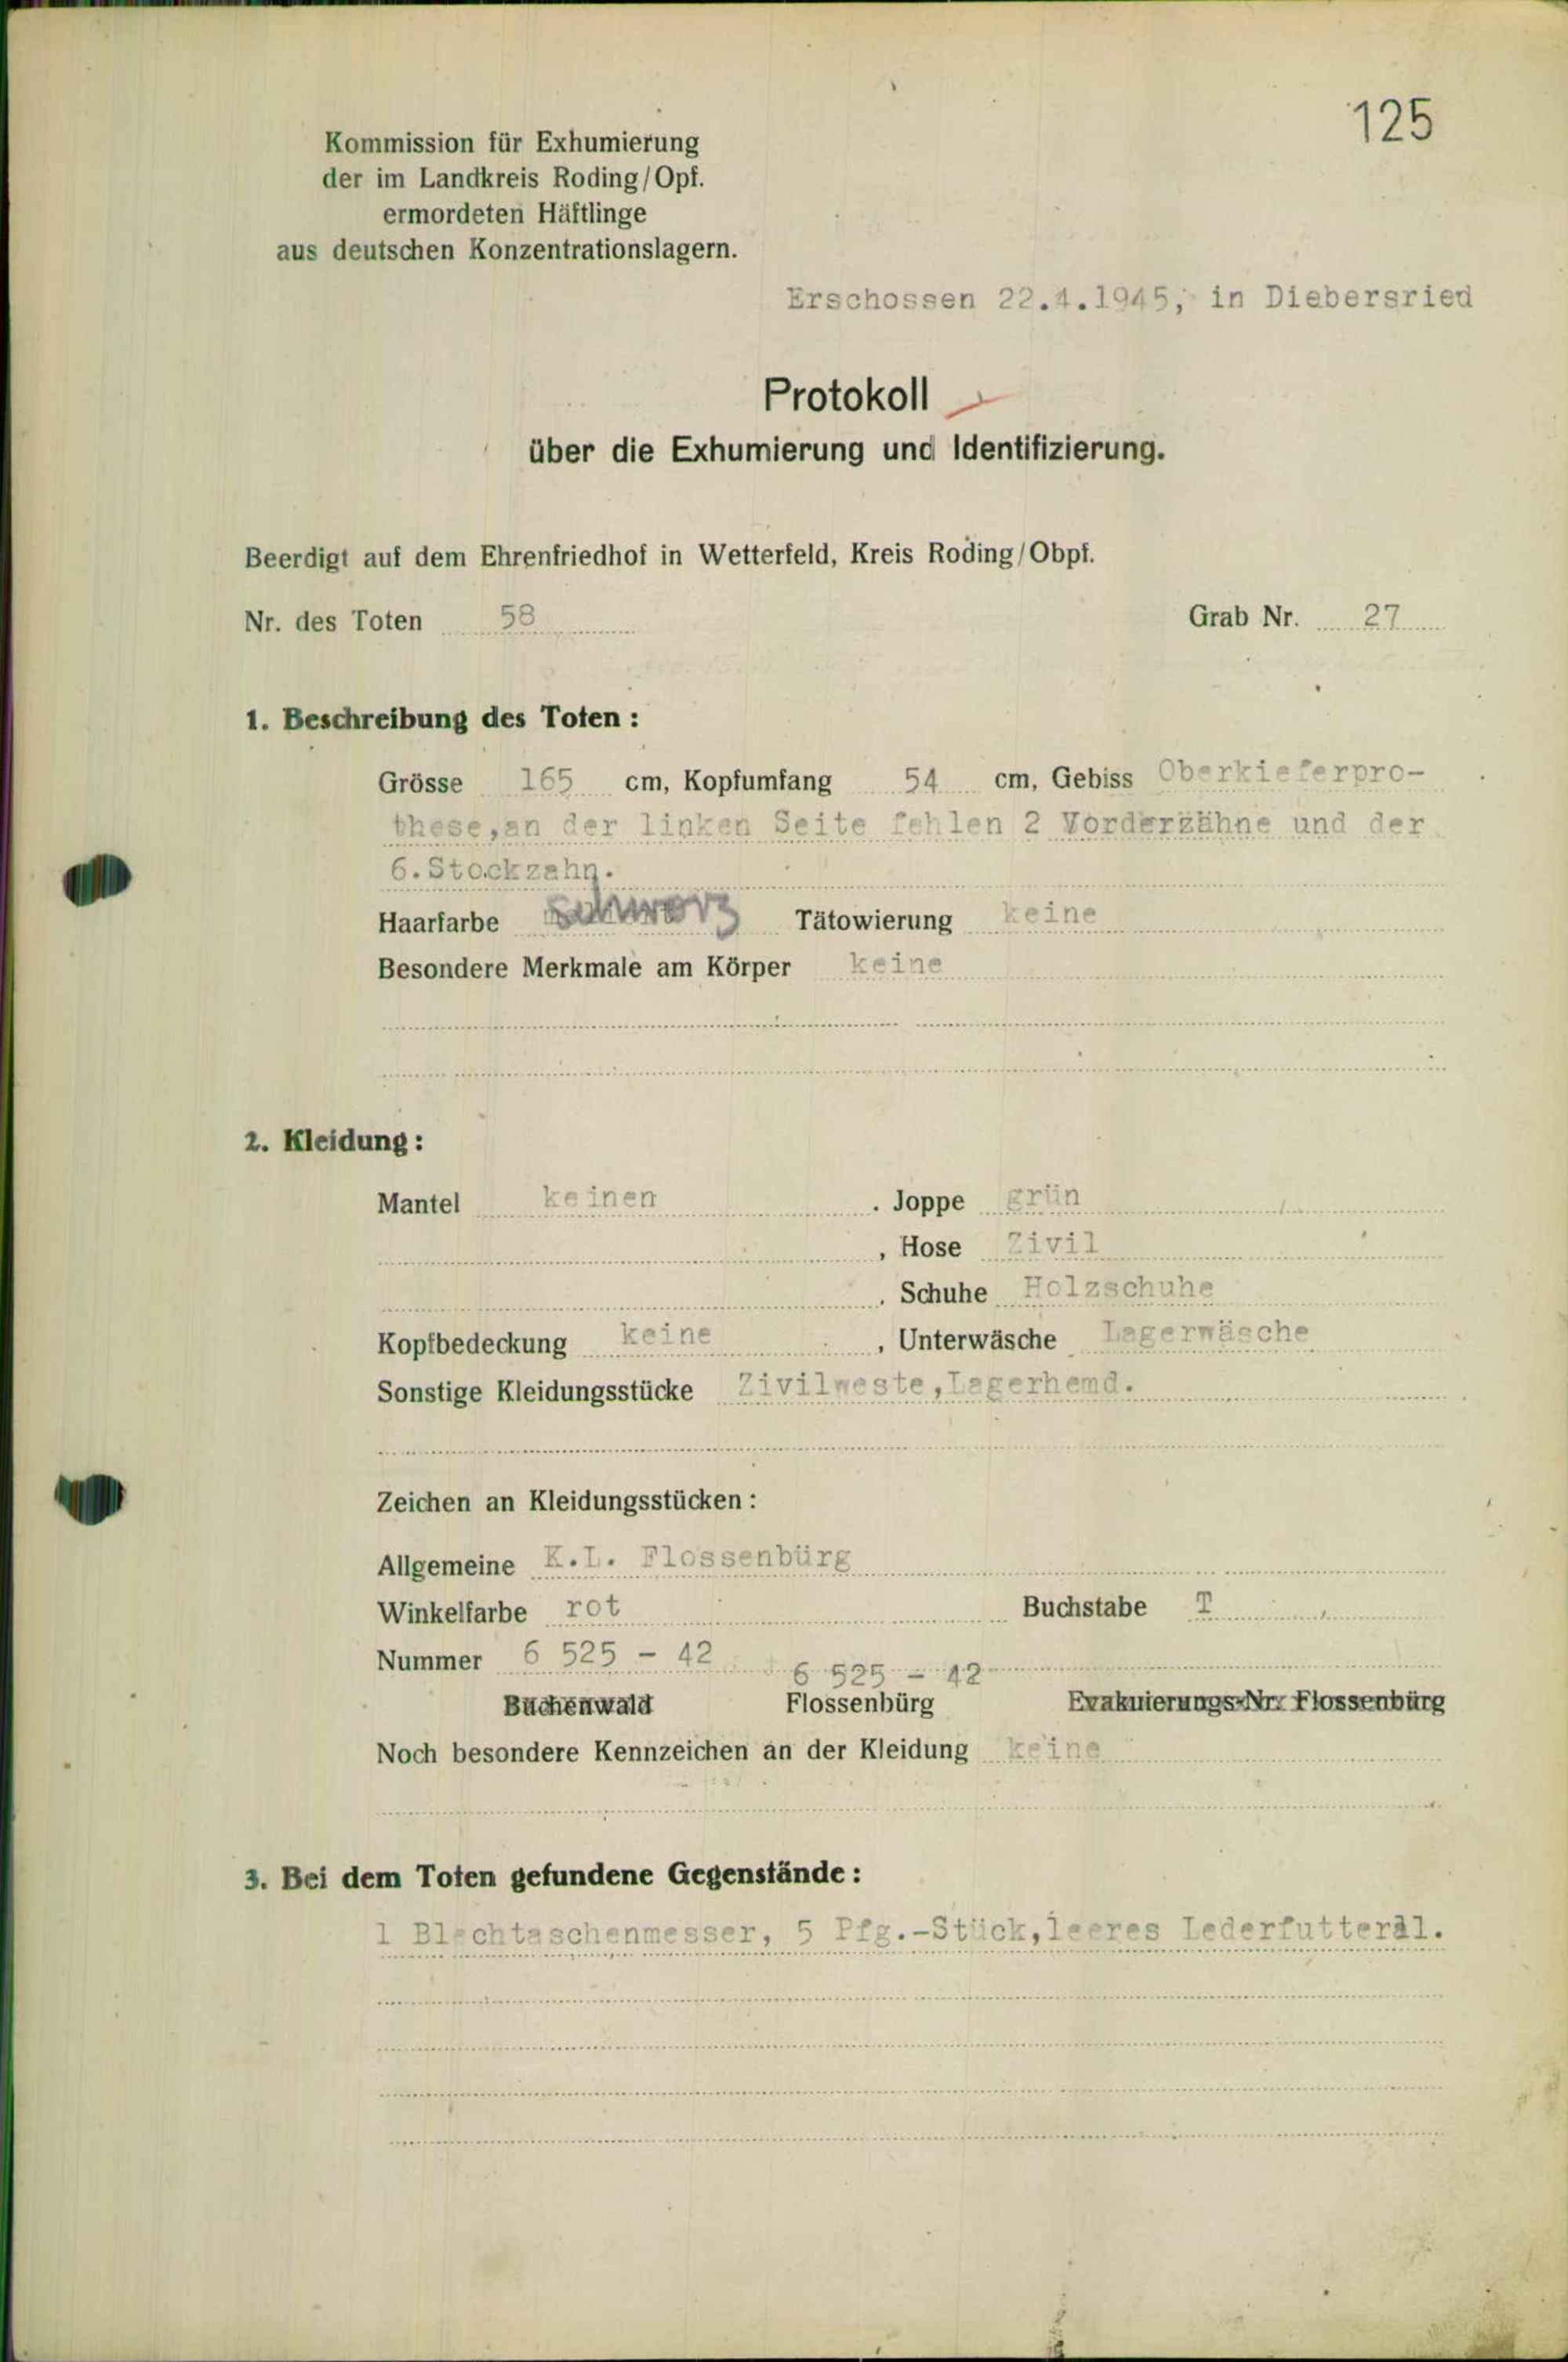 125
Kommission für Exhumierung
der im Landkreis Roding/Opf.
ermordeten Häftlinge
aus deutschen Konzentrationslagern.
Erschossen 22.4.1945, in Diebersried
Protokoll
über die Exhumierung und Identifizierung.
Beerdigt auf dem Ehrenfriedhof in Wetterfeld, Kreis Roding/Obpf.
Nr. des Toten 58 Grab Nr. 27
1. Beschreibung des Toten :
Grösse 165 cm, Kopfumfang 54 cm, Gebiss Oberkieferpro-
these,an der linken Seite fehlen 2 Vorderzähne und der
6.Stockzahn.
Haarfarbe schwarz Tätowierung keine
Besondere Merkmale am Körper keine
2. Kleidung :
Mantel keinen . Joppe grün
, Hose Zivil
, Schuhe Holzschuhe
Kopfbedeckung keine , Unterwäsche Lagerwäsche
Sonstige Kleidungsstücke Zivilweste,Lagerhemd.
Zeichen an Kleidungsstücken :
Allgemeine K.L. Flossenbürg
Winkelfarbe rot Buchstabe T
Nummer 6 525 - 42 6 525 - 42
Buchenwald Flossenbürg Evakuierungs-Nr. Flossenbürg
Noch besondere Kennzeichen an der Kleidung keine
3. Bei dem Toten gefundene Gegenstände :
1 Blechtaschenmesser, 5 Pfg.-Stück,leeres Lederfutteral.